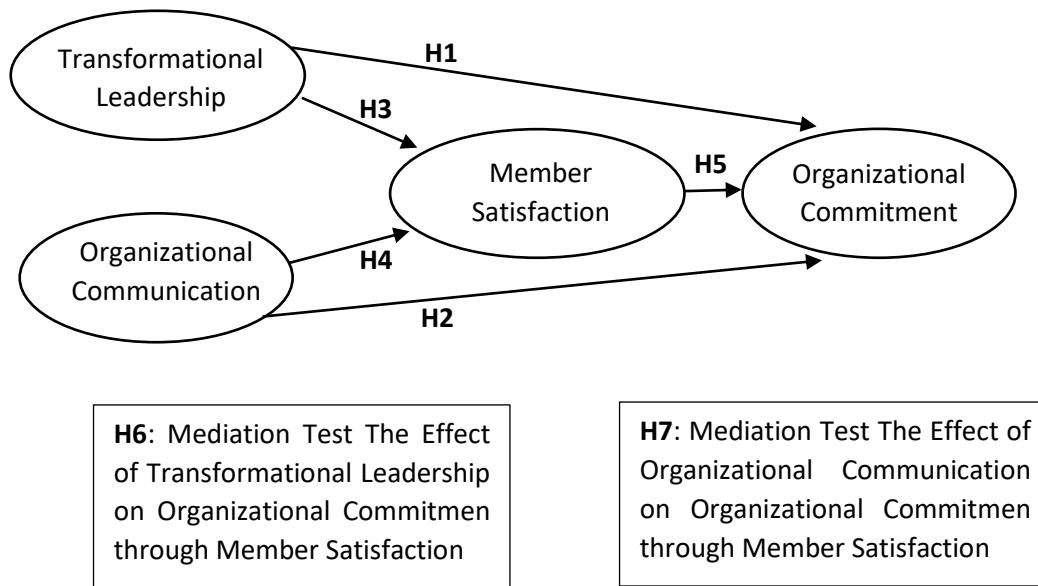 Transformational
Leadership
H1
H3
Member
Satisfaction
H5
Organizational
Commitment
Organizational
Communication
H4
H2
H6: Mediation Test The Effect
of Transformational Leadership
on Organizational Commitmen
through Member Satisfaction
H7: Mediation Test The Effect of
Organizational Communication
on Organizational Commitmen
through Member Satisfaction